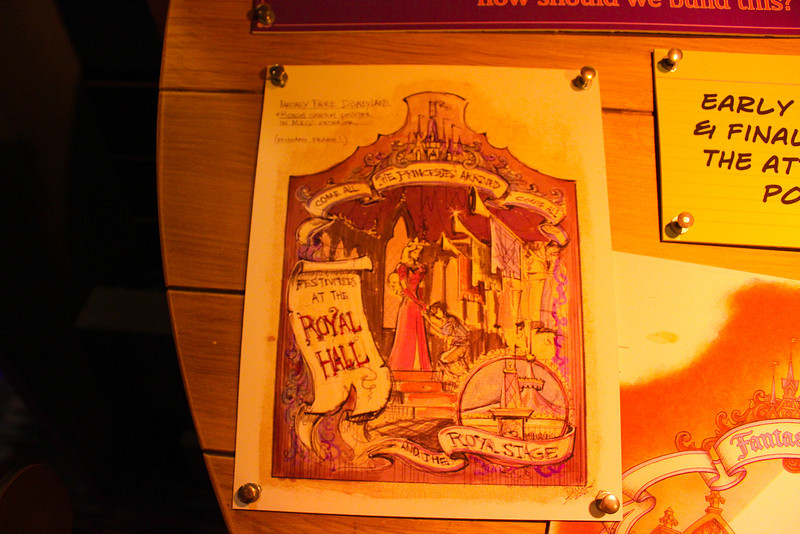 how should we build this?
EARLY
& FINAL
THE AT
PO
FANTASY FAIRE DISNEYLAND
COME ALL
THE PRINCESSES' ARRIVED
COME ALL
FESTIVITIES
AT THE
ROYAL
HALL
AND THE
ROYAL STAGE
Fantas